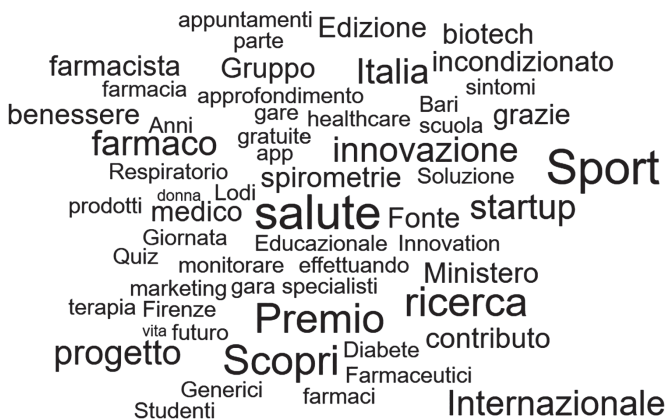 appuntamenti Edizione biotech
parte
farmacista Gruppo Italia incondizionato
farmacia approfondimento sintomi
benessere Anni gare healthcare Bari scuola grazie
farmaco gratuite app innovazione Sport
Respiratorio spirometrie Soluzione
prodotti donna Lodi
medico salute Fonte startup
Giornata Educazionale Innovation
Quiz monitorare effettuando Ministero
marketing gara specialisti
terapia Firenze Premio ricerca
vita futuro contributo
progetto Scopri Diabete
Farmaceutici
Generici farmaci Internazionale
Studenti